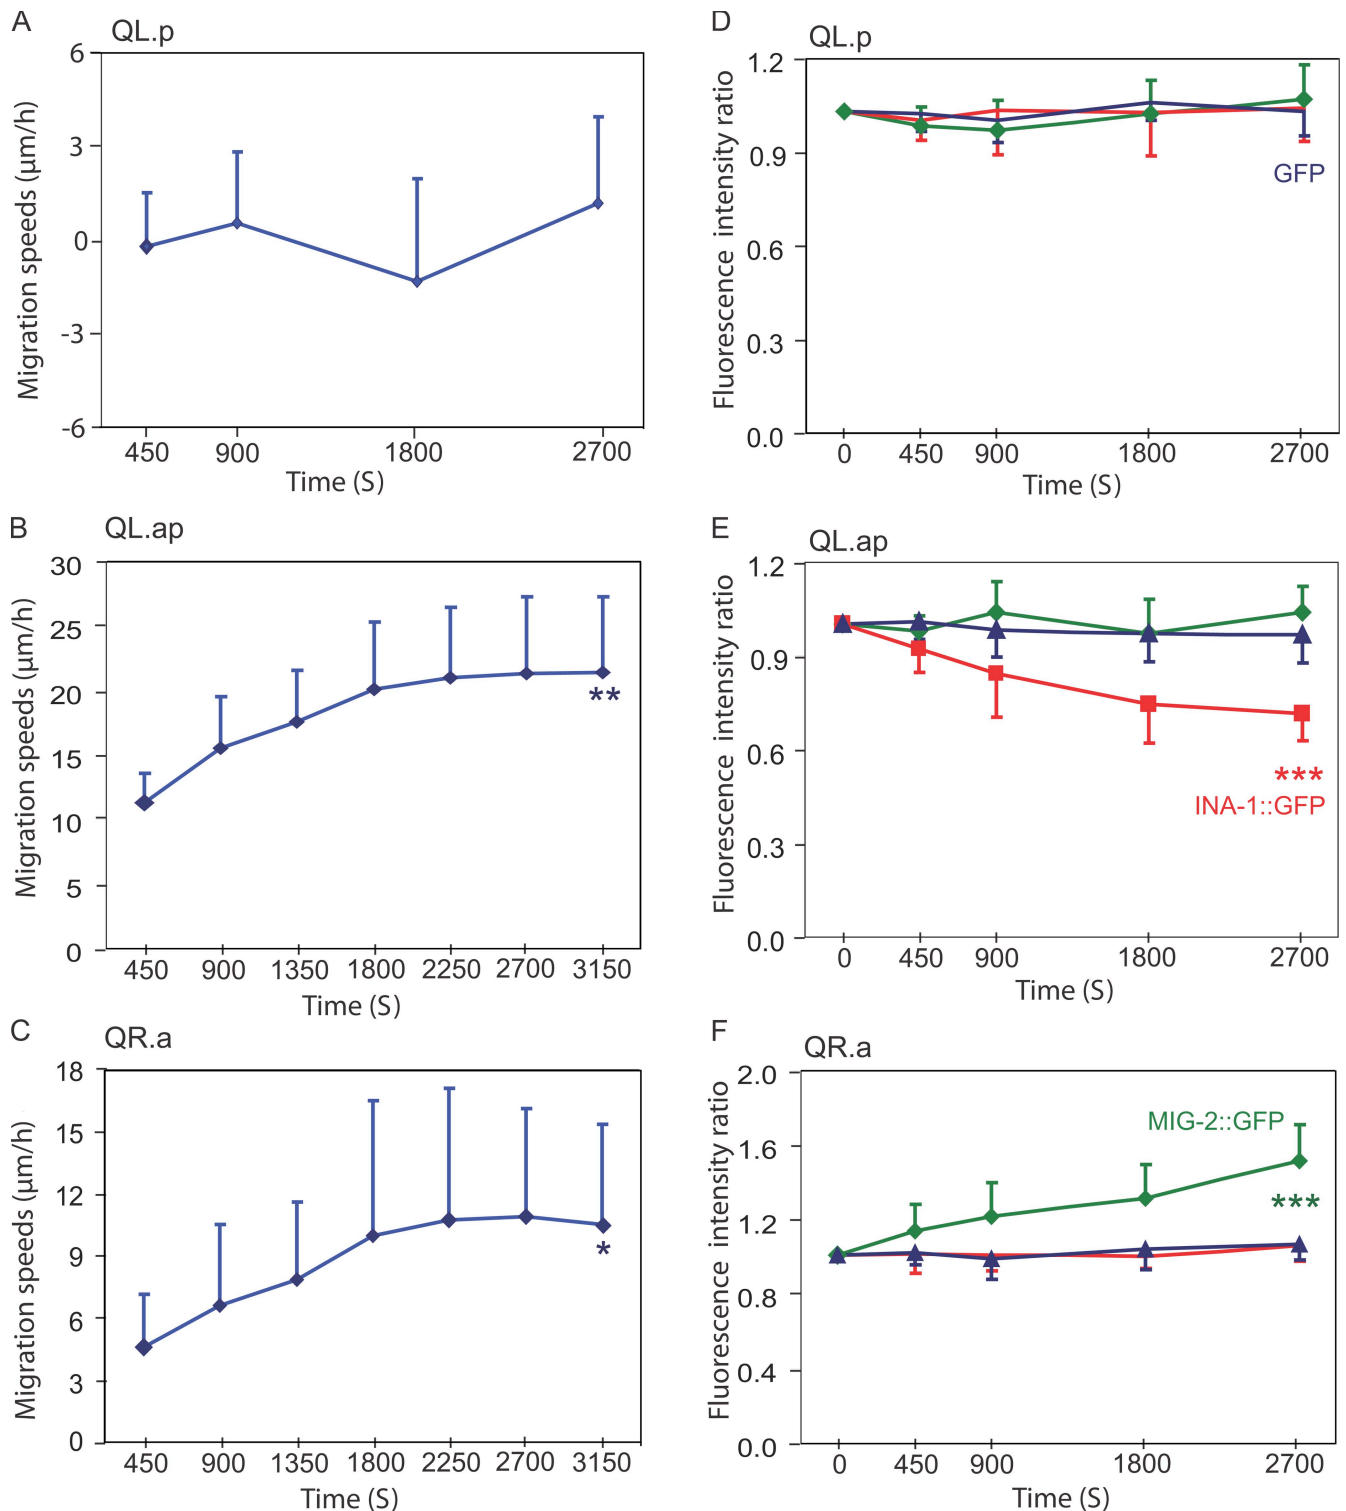 A
QL.p
6
3
0
-3
-6
Migration speeds (μm/h)
450 900 1800 2700
Time (S)
D
QL.p
1.2
0.9
0.6
0.3
0.0
Fluorescence intensity ratio
GFP
0 450 900 1800 2700
Time (S)
B
QL.ap
30
25
20
15
10
5
0
Migration speeds (μm/h)
**
450 900 1350 1800 2250 2700 3150
Time (S)
E
QL.ap
1.2
0.9
0.6
0.3
0.0
Fluorescence intensity ratio
***
INA-1::GFP
0 450 900 1800 2700
Time (S)
C
QR.a
18
15
12
9
6
3
0
Migration speeds (μm/h)
*
450 900 1350 1800 2250 2700 3150
Time (S)
F
QR.a
2.0
1.6
1.2
0.8
0.4
0.0
Fluorescence intensity ratio
MIG-2::GFP
***
0 450 900 1800 2700
Time (S)